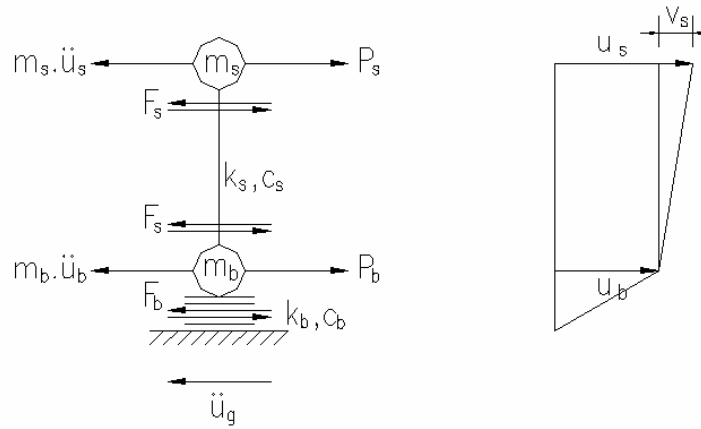 vₛ
mₛ.üₛ mₛ Pₛ uₛ
Fₛ
kₛ,cₛ
Fₛ
m_b.ü_b m_b P_b u_b
F_b
k_b,c_b
ü_g